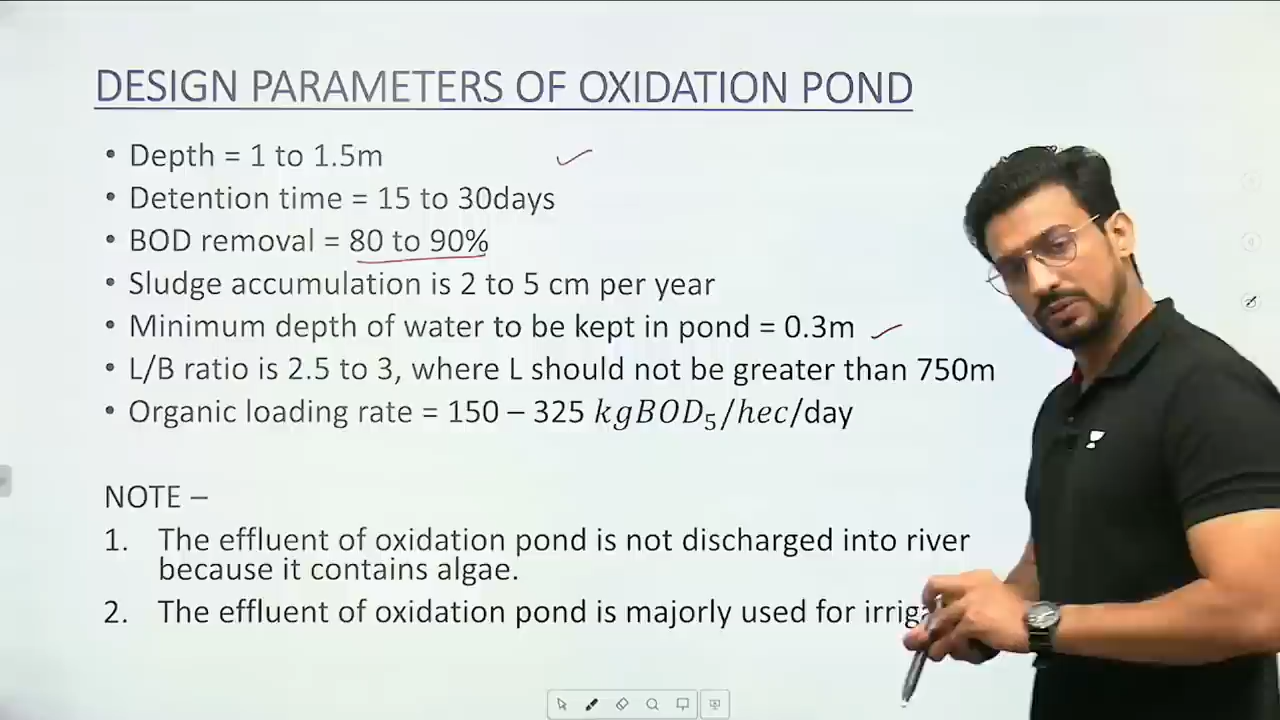 DESIGN PARAMETERS OF OXIDATION POND
• Depth = 1 to 1.5m
• Detention time = 15 to 30days
• BOD removal = 80 to 90%
• Sludge accumulation is 2 to 5 cm per year
• Minimum depth of water to be kept in pond = 0.3m
• L/B ratio is 2.5 to 3, where L should not be greater than 750m
• Organic loading rate = 150 – 325 kgBOD₅/hec/day
NOTE –
1. The effluent of oxidation pond is not discharged into river
because it contains algae.
2. The effluent of oxidation pond is majorly used for